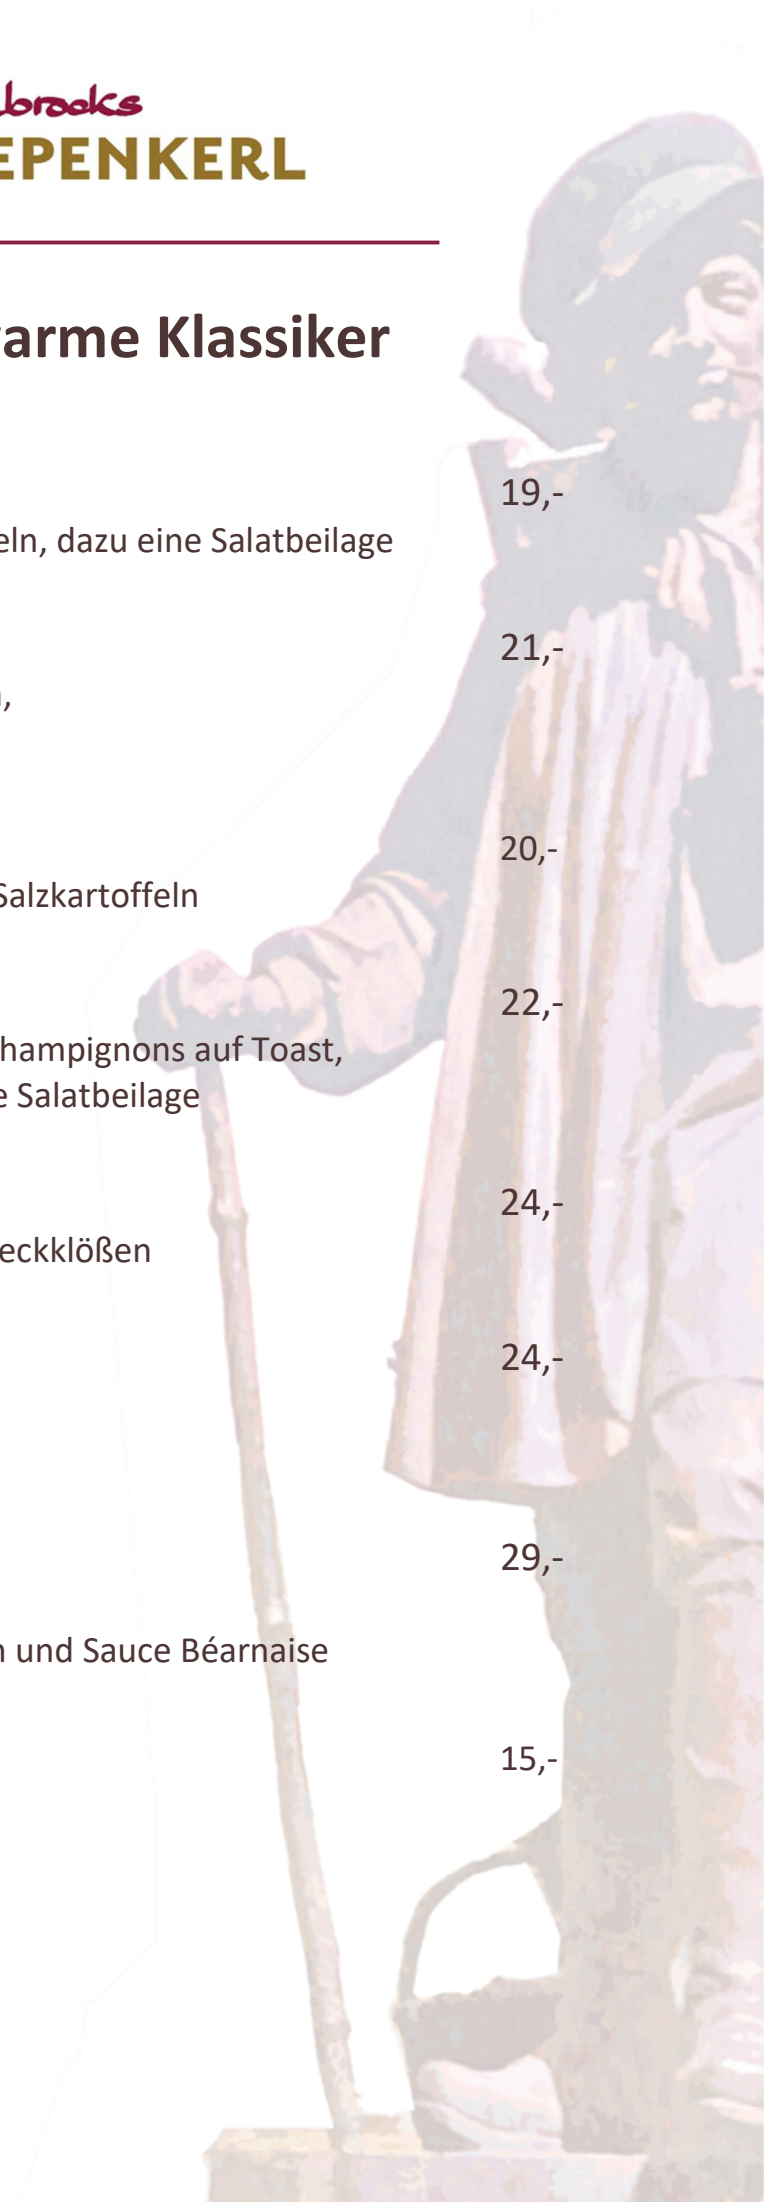 lbrocks
EPENKERL
arme Klassiker
19,-
eln, dazu eine Salatbeilage
21,-
,
20,-
Salzkartoffeln
22,-
hampignons auf Toast,
e Salatbeilage
24,-
eckklößen
24,-
29,-
n und Sauce Béarnaise
15,-